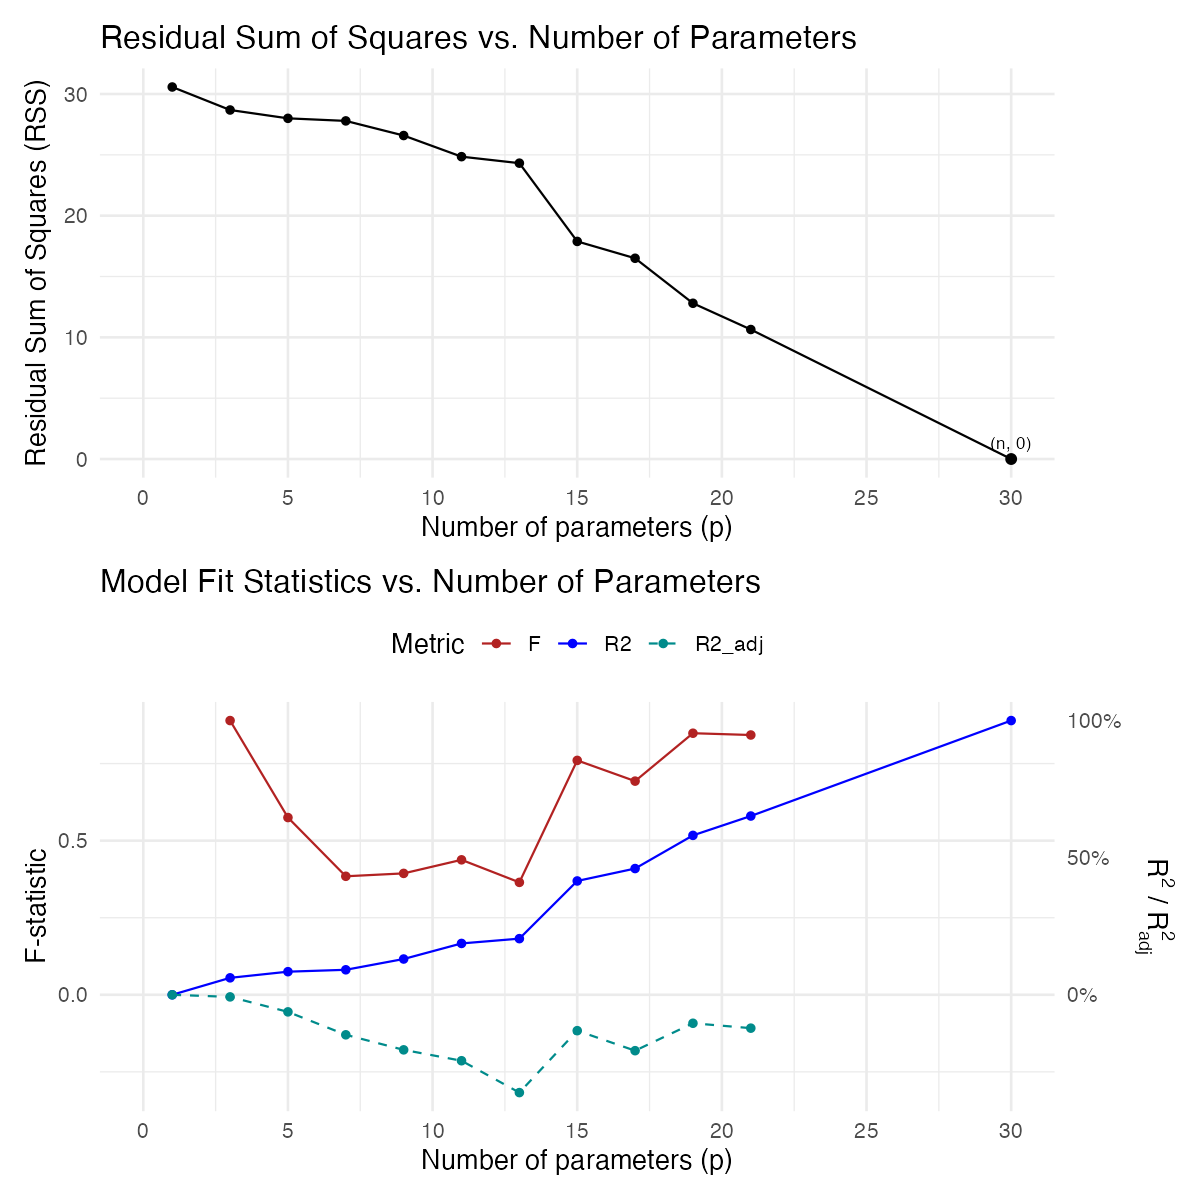 Residual Sum of Squares vs. Number of Parameters
Residual Sum of Squares (RSS)
30
20
10
0
(n, 0)
0 5 10 15 20 25 30
Number of parameters (p)
Model Fit Statistics vs. Number of Parameters
Metric F R2 R2_adj
F-statistic
0.5
0.0
100%
50%
0%
R² / R²adj
0 5 10 15 20 25 30
Number of parameters (p)